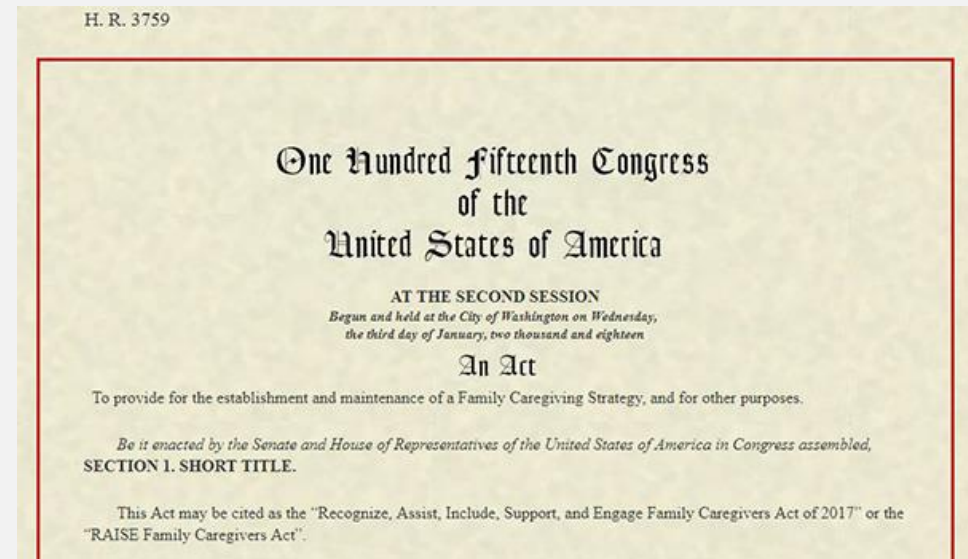 H. R. 3759
One Hundred Fifteenth Congress
of the
United States of America
AT THE SECOND SESSION
Begun and held at the City of Washington on Wednesday,
the third day of January, two thousand and eighteen
An Act
To provide for the establishment and maintenance of a Family Caregiving Strategy, and for other purposes.
Be it enacted by the Senate and House of Representatives of the United States of America in Congress assembled,
SECTION 1. SHORT TITLE.
This Act may be cited as the “Recognize, Assist, Include, Support, and Engage Family Caregivers Act of 2017” or the
“RAISE Family Caregivers Act”.